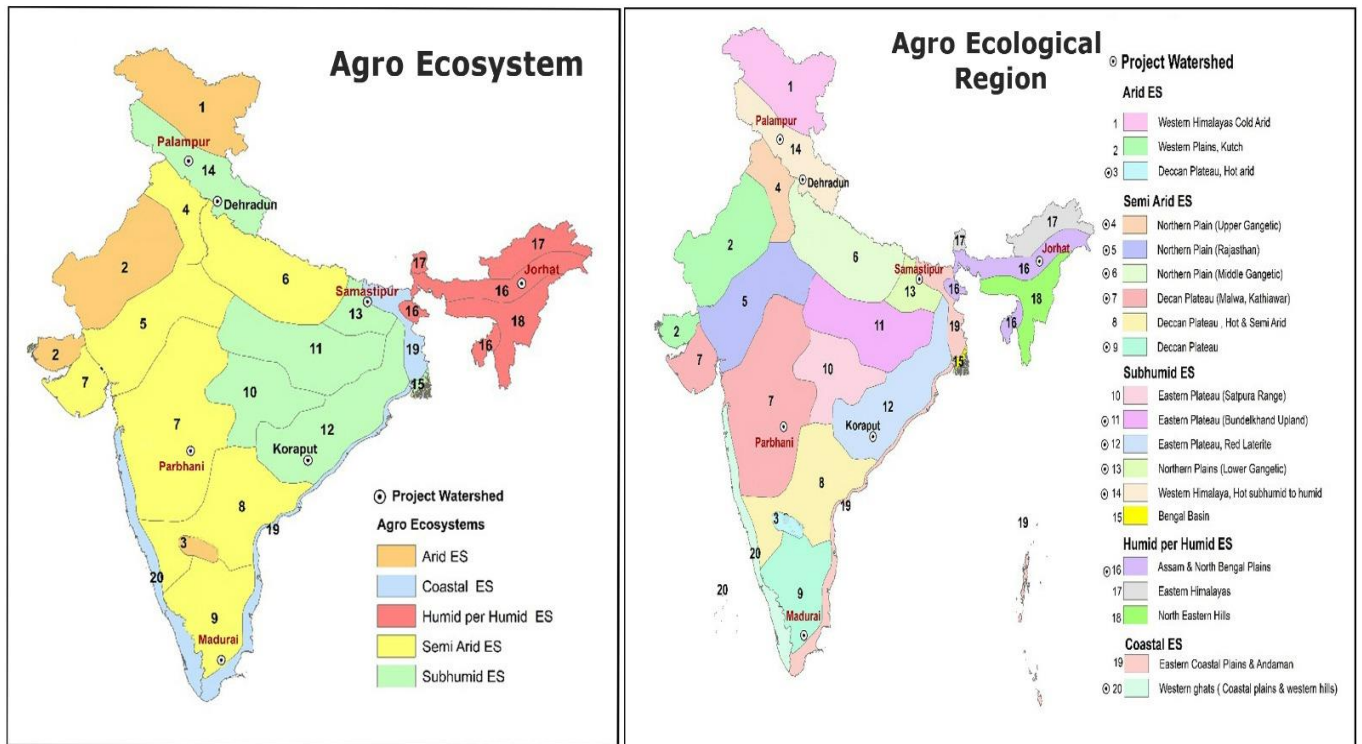 Agro Ecosystem
1
Palampur
14
Dehradun
4
2
6
17
Jorhat
16
17
Samastipur
13
16
18
5
11
19
16
2
7
15
10
12
7
Koraput
Parbhani
8
19
3
20
9
Madurai
Project Watershed
Agro Ecosystems
Arid ES
Coastal ES
Humid per Humid ES
Semi Arid ES
Subhumid ES
Agro Ecological
Region
1
Palampur
14
Dehradun
4
2
6
17
17
Jorhat
16
Samastipur
13
16
18
5
11
19
16
2
7
15
10
12
7
Koraput
Parbhani
8
19
3
19
20
20
9
Madurai
Project Watershed
Arid ES
1 Western Himalayas Cold Arid
2 Western Plains, Kutch
3 Deccan Plateau, Hot arid
Semi Arid ES
4 Northern Plain (Upper Gangetic)
5 Northern Plain (Rajasthan)
6 Northern Plain (Middle Gangetic)
7 Decan Plateau (Malwa, Kathiawar)
8 Deccan Plateau , Hot & Semi Arid
9 Deccan Plateau
Subhumid ES
10 Eastern Plateau (Satpura Range)
11 Eastern Plateau (Bundelkhand Upland)
12 Eastern Plateau, Red Laterite
13 Northern Plains (Lower Gangetic)
14 Western Himalaya, Hot subhumid to humid
15 Bengal Basin
Humid per Humid ES
16 Assam & North Bengal Plains
17 Eastern Himalayas
18 North Eastern Hills
Coastal ES
19 Eastern Coastal Plains & Andaman
20 Western ghats ( Coastal plains & western hills)